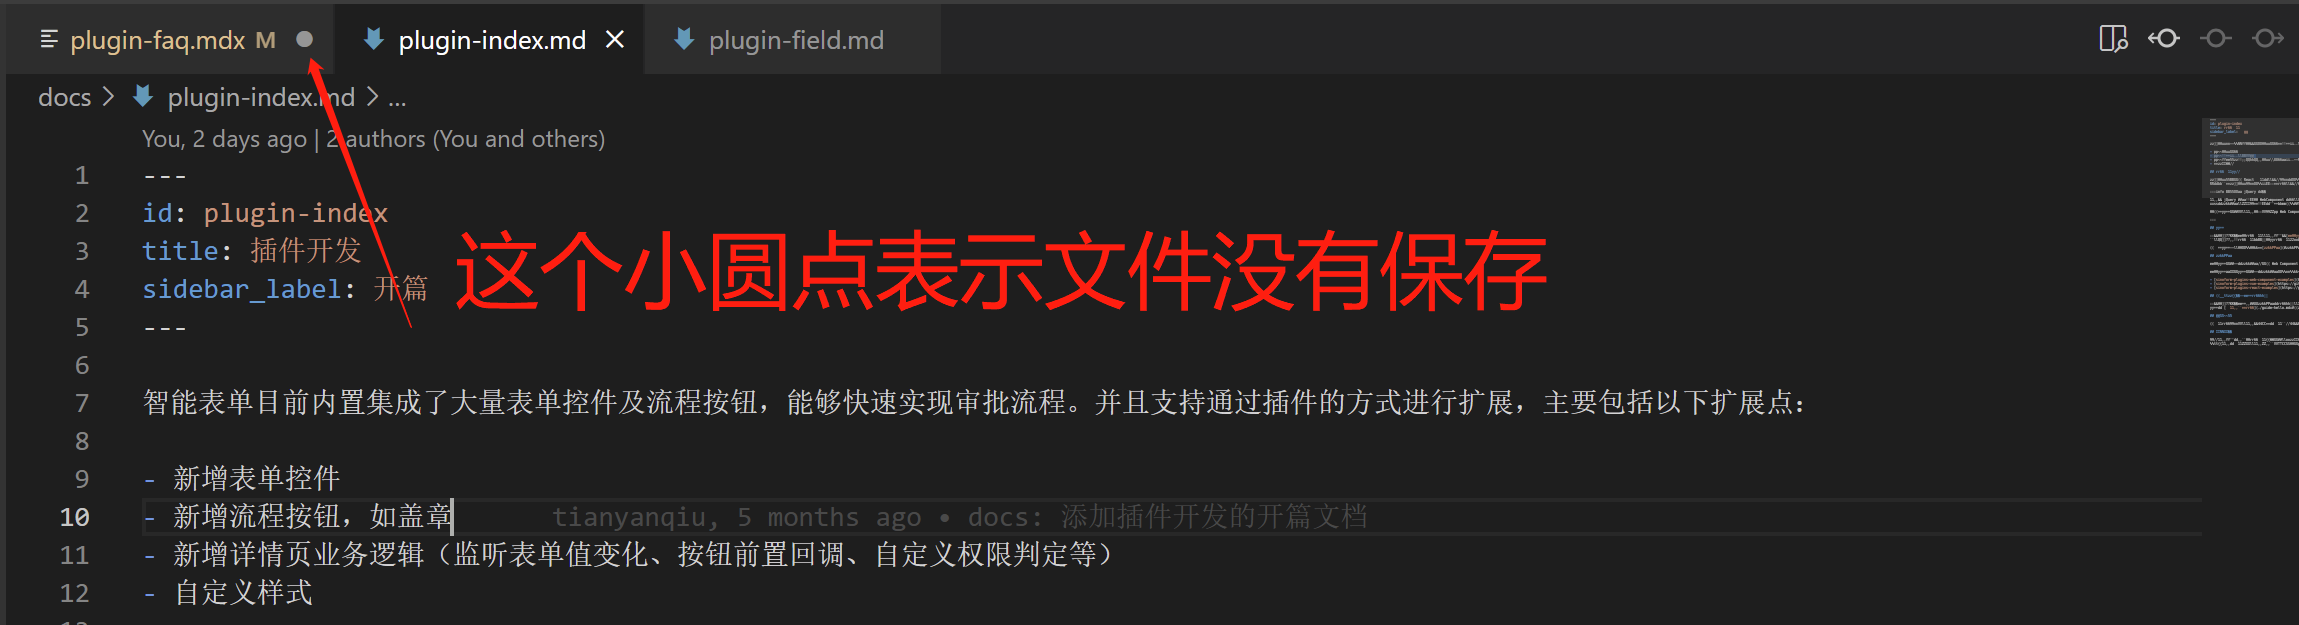 plugin-faq.mdx M
plugin-index.md
plugin-field.md
docs > plugin-index.md > ...
You, 2 days ago | 2 authors (You and others)
1 ---
2 id: plugin-index
3 title: 插件开发
4 sidebar_label: 开篇
这个小圆点表示文件没有保存
5 ---
6
7 智能表单目前内置集成了大量表单控件及流程按钮，能够快速实现审批流程。并且支持通过插件的方式进行扩展，主要包括以下扩展点：
8
9 - 新增表单控件
10 - 新增流程按钮，如盖章 tianyanqiu, 5 months ago • docs: 添加插件开发的开篇文档
11 - 新增详情页业务逻辑（监听表单值变化、按钮前置回调、自定义权限判定等）
12 - 自定义样式